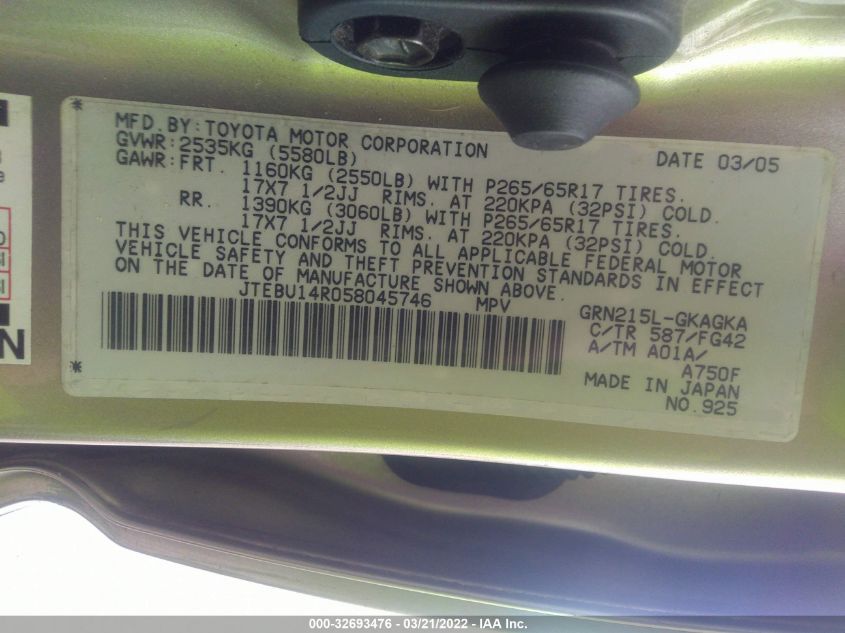 MFD. BY: TOYOTA MOTOR CORPORATION DATE 03/05
GVWR: 2535KG (5580LB)
GAWR: FRT. 1160KG (2550LB) WITH P265/65R17 TIRES.
17X7 1/2JJ RIMS. AT 220KPA (32PSI) COLD.
RR. 1390KG (3060LB) WITH P265/65R17 TIRES.
17X7 1/2JJ RIMS. AT 220KPA (32PSI) COLD.
THIS VEHICLE CONFORMS TO ALL APPLICABLE FEDERAL MOTOR
VEHICLE SAFETY AND THEFT PREVENTION STANDARDS IN EFFECT
ON THE DATE OF MANUFACTURE SHOWN ABOVE.
JTEBU14R058045746 MPV
GRN215L-GKAGKA
C/TR 587/FG42
A/TM A01A/
A750F
MADE IN JAPAN
NO.925
N
000-32693476 - 03/21/2022 - IAA, Inc.